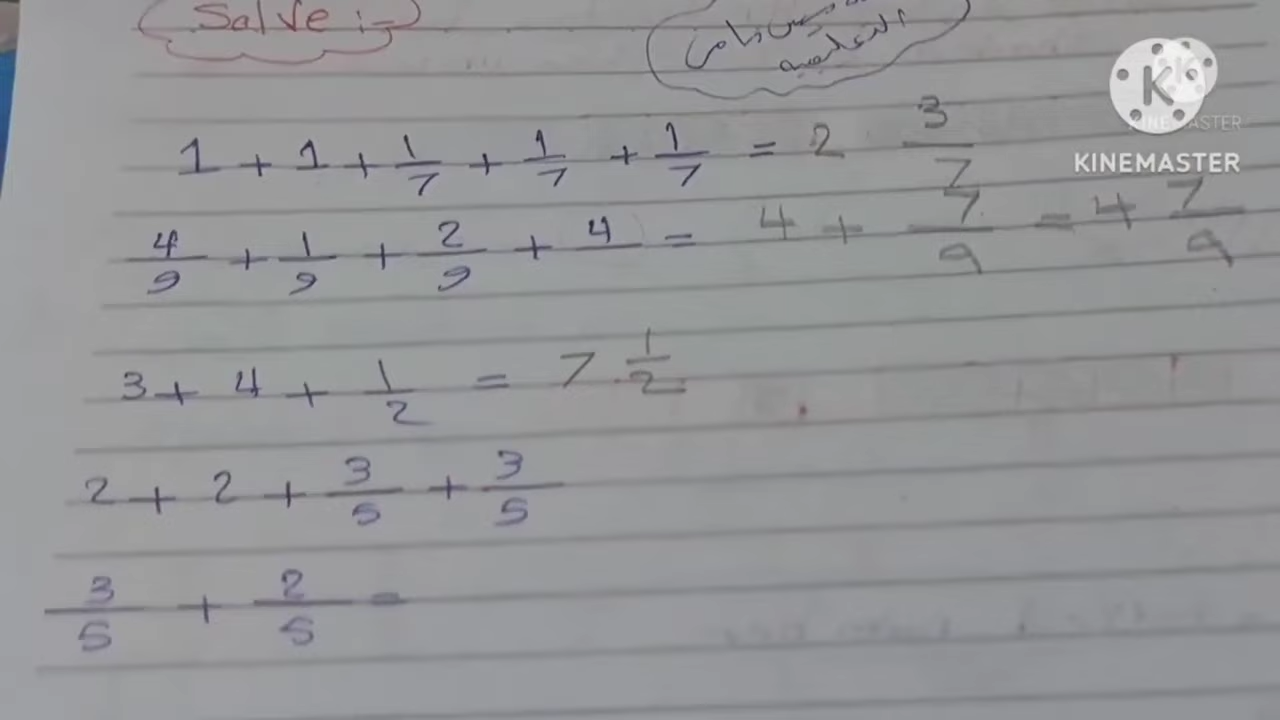 Salve :-
التعليمية
1 + 1 + 1/7 + 1/7 + 1/7 = 2 3/7
4/9 + 1/9 + 2/9 + 4 = 4 + 7/9 = 4 7/9
3 + 4 + 1/2 = 7 1/2
2 + 2 + 3/5 + 3/5
3/5 + 2/5 =
KINEMASTER
KINEMASTER